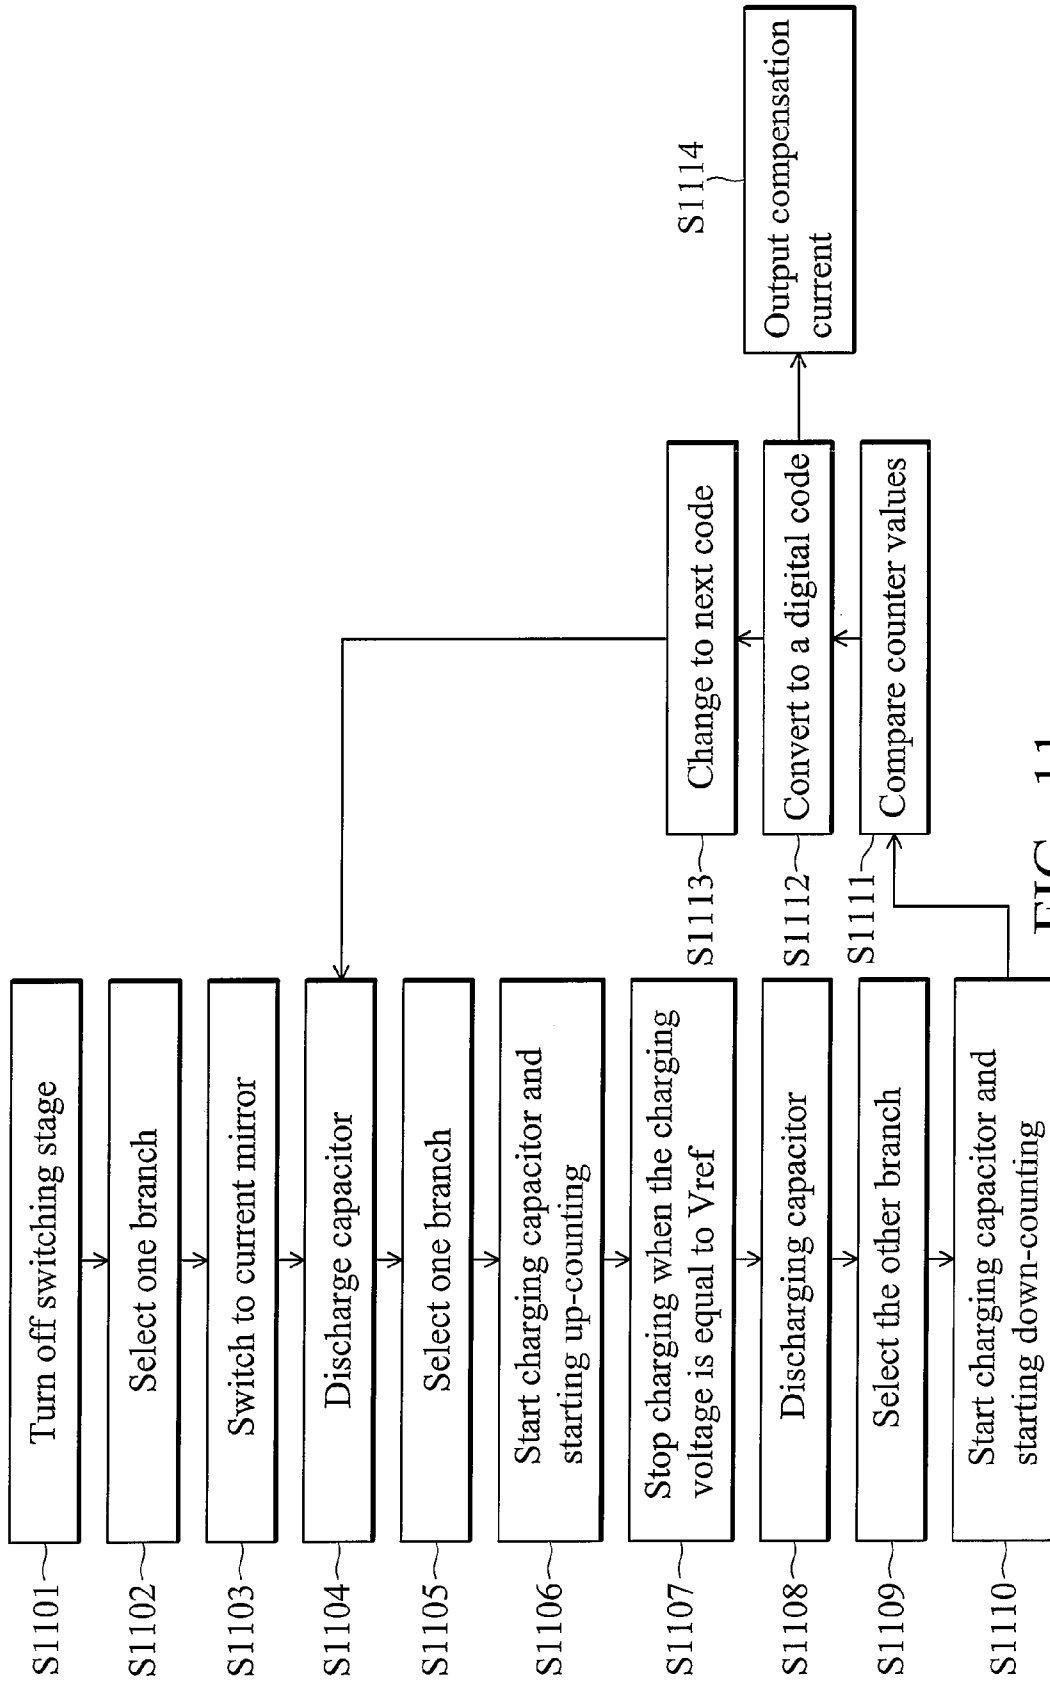 S1101
Turn off switching stage
S1102
Select one branch
S1103
Switch to current mirror
S1104
Discharge capacitor
S1105
Select one branch
S1106
Start charging capacitor and
starting up-counting
S1107
Stop charging when the charging
voltage is equal to Vref
S1108
Discharging capacitor
S1109
Select the other branch
S1110
Start charging capacitor and
starting down-counting
S1111
Compare counter values
S1112
Convert to a digital code
S1113
Change to next code
S1114
Output compensation
current